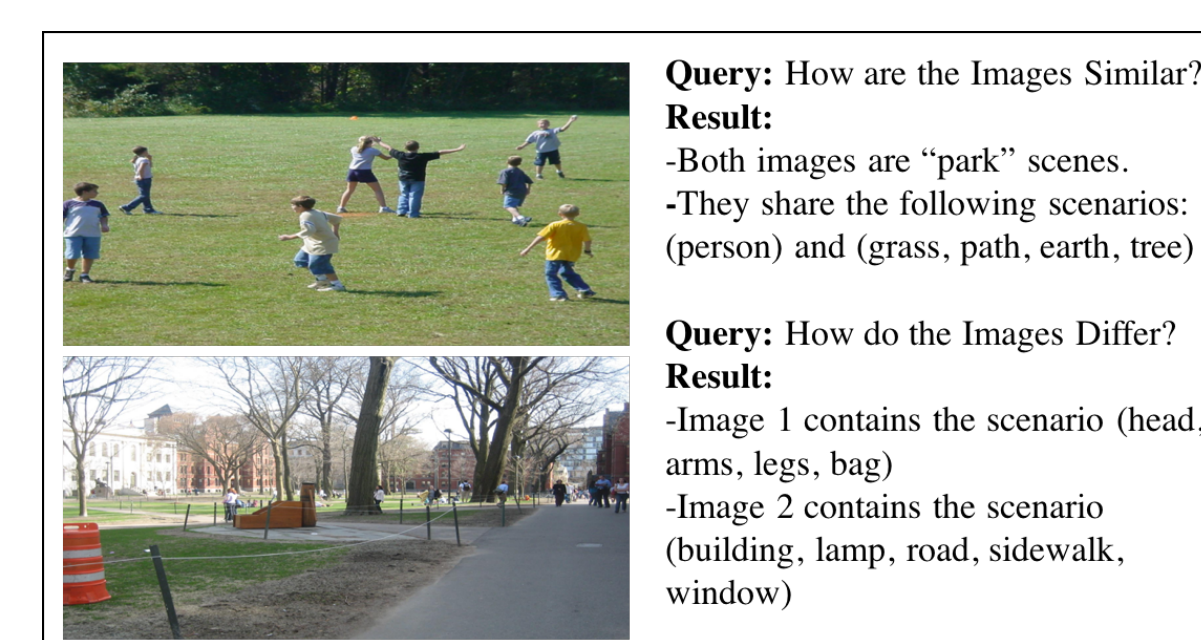 Query: How are the Images Similar?
Result:
-Both images are “park” scenes.
-They share the following scenarios:
(person) and (grass, path, earth, tree)
Query: How do the Images Differ?
Result:
-Image 1 contains the scenario (head,
arms, legs, bag)
-Image 2 contains the scenario
(building, lamp, road, sidewalk,
window)